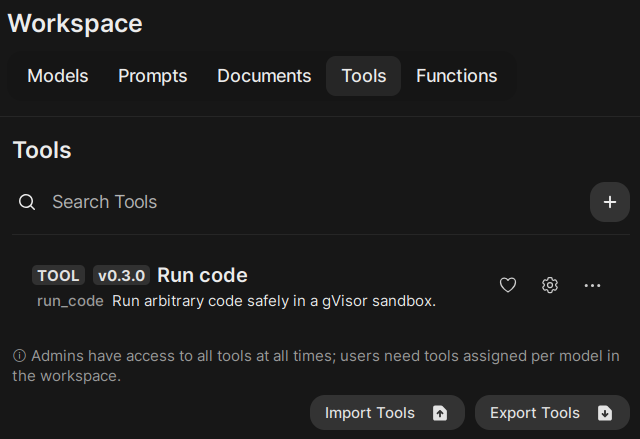 Workspace
Models Prompts Documents Tools Functions
Tools
Search Tools
TOOL v0.3.0 Run code
run_code Run arbitrary code safely in a gVisor sandbox.
Admins have access to all tools at all times; users need tools assigned per model in
the workspace.
Import Tools Export Tools